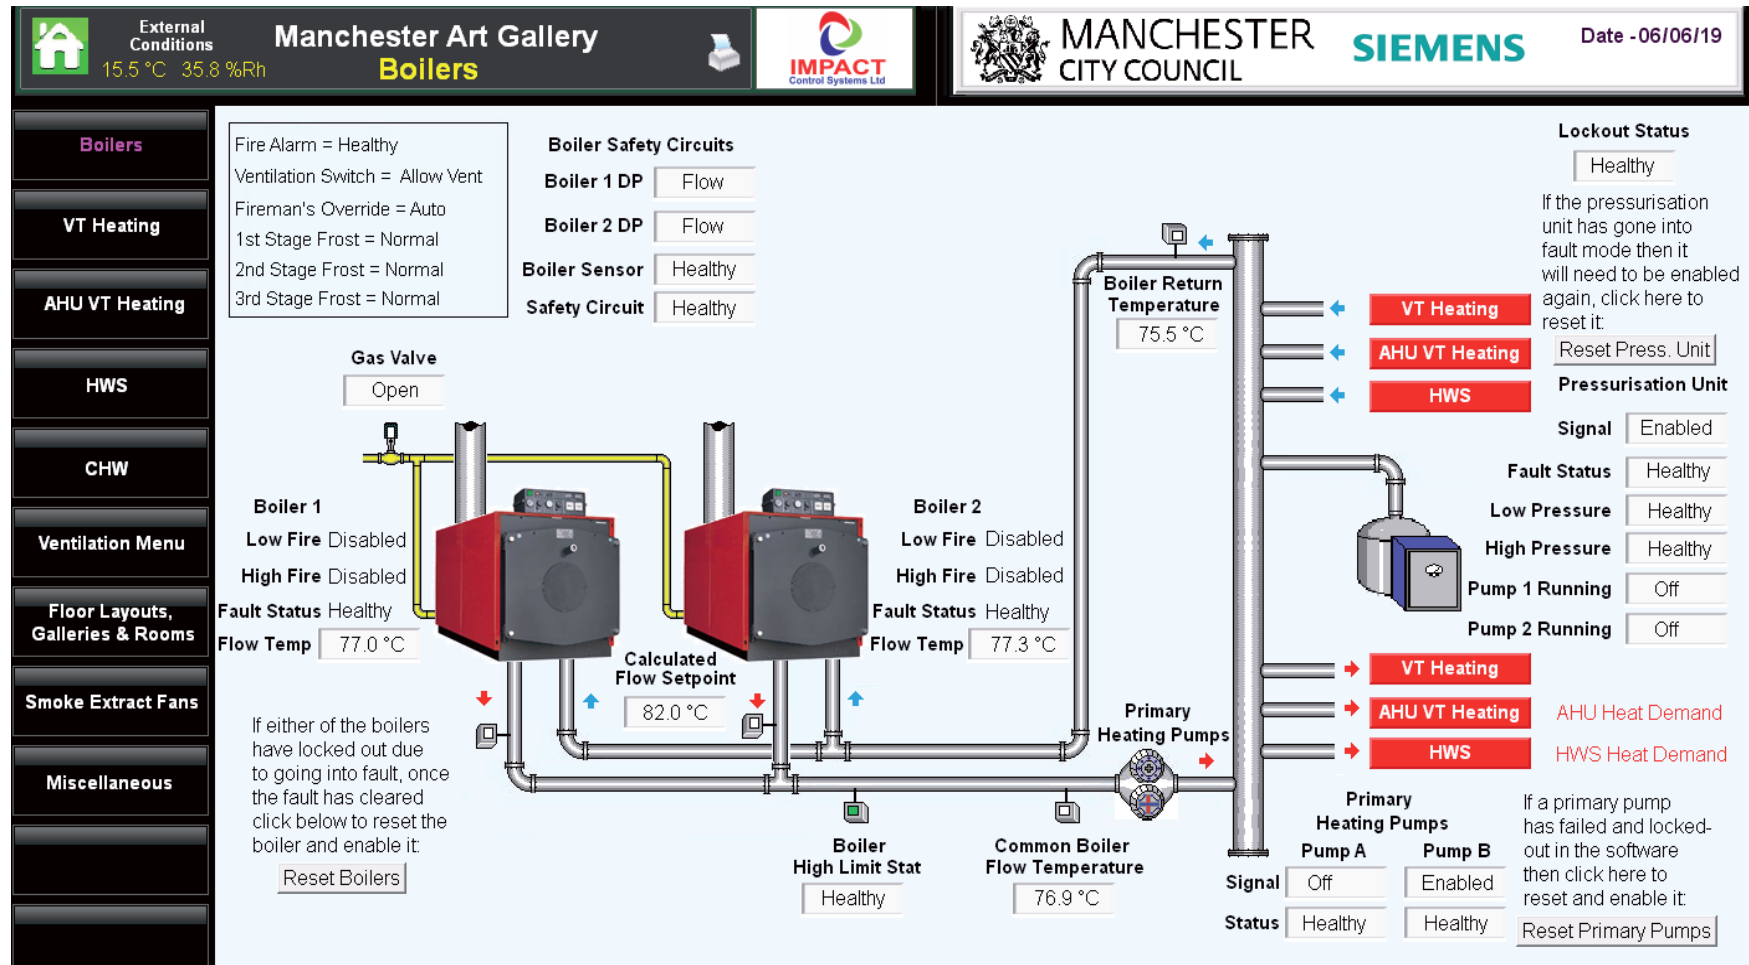 External
Conditions
15.5 °C 35.8 %Rh
Manchester Art Gallery
Boilers
IMPACT
Control Systems Ltd
MANCHESTER
CITY COUNCIL
SIEMENS
Date -06/06/19
Boilers
VT Heating
AHU VT Heating
HWS
CHW
Ventilation Menu
Floor Layouts,
Galleries & Rooms
Smoke Extract Fans
Miscellaneous
Fire Alarm = Healthy
Ventilation Switch = Allow Vent
Fireman's Override = Auto
1st Stage Frost = Normal
2nd Stage Frost = Normal
3rd Stage Frost = Normal
Boiler Safety Circuits
Boiler 1 DP Flow
Boiler 2 DP Flow
Boiler Sensor Healthy
Safety Circuit Healthy
Gas Valve
Open
Boiler 1
Low Fire Disabled
High Fire Disabled
Fault Status Healthy
Flow Temp 77.0 °C
Boiler 2
Low Fire Disabled
High Fire Disabled
Fault Status Healthy
Flow Temp 77.3 °C
Calculated
Flow Setpoint
82.0 °C
If either of the boilers
have locked out due
to going into fault, once
the fault has cleared
click below to reset the
boiler and enable it:
Reset Boilers
Boiler
High Limit Stat
Healthy
Common Boiler
Flow Temperature
76.9 °C
Boiler Return
Temperature
75.5 °C
Primary
Heating Pumps
VT Heating
AHU VT Heating
HWS
Lockout Status
Healthy
If the pressurisation
unit has gone into
fault mode then it
will need to be enabled
again, click here to
reset it:
Reset Press. Unit
Pressurisation Unit
Signal Enabled
Fault Status Healthy
Low Pressure Healthy
High Pressure Healthy
Pump 1 Running Off
Pump 2 Running Off
VT Heating
AHU VT Heating AHU Heat Demand
HWS HWS Heat Demand
Primary
Heating Pumps
Pump A Pump B
Signal Off Enabled
Status Healthy Healthy
If a primary pump
has failed and locked-
out in the software
then click here to
reset and enable it:
Reset Primary Pumps